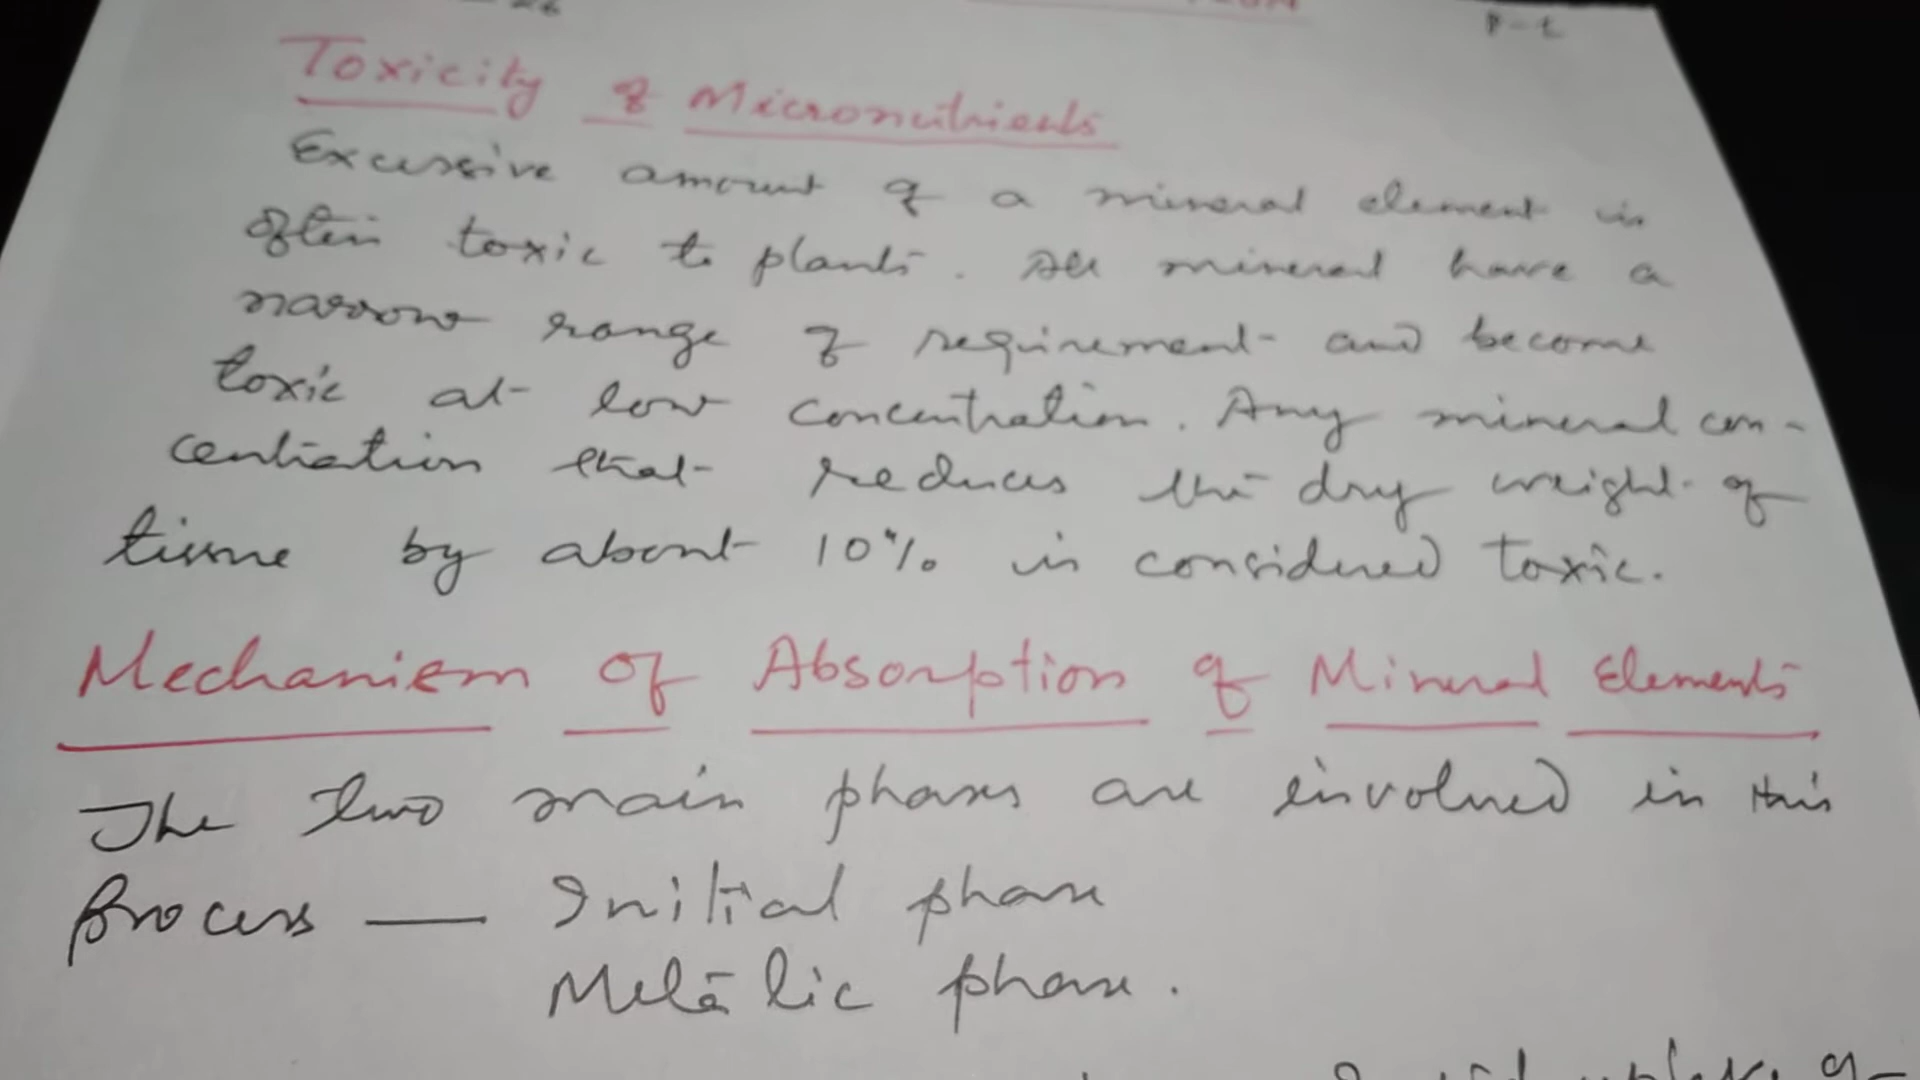 P-t
Toxicity of Micronutrients
Excessive amount of a mineral element is
often toxic to plants. All mineral have a
narrow range of requirement and become
toxic at low concentration. Any mineral con-
centration that reduces the dry weight of
tissue by about 10% is considered toxic.
Mechanism of Absorption of Mineral Elements
The two main phases are involved in this
process — Initial phase
Metalic phase.
uptake of